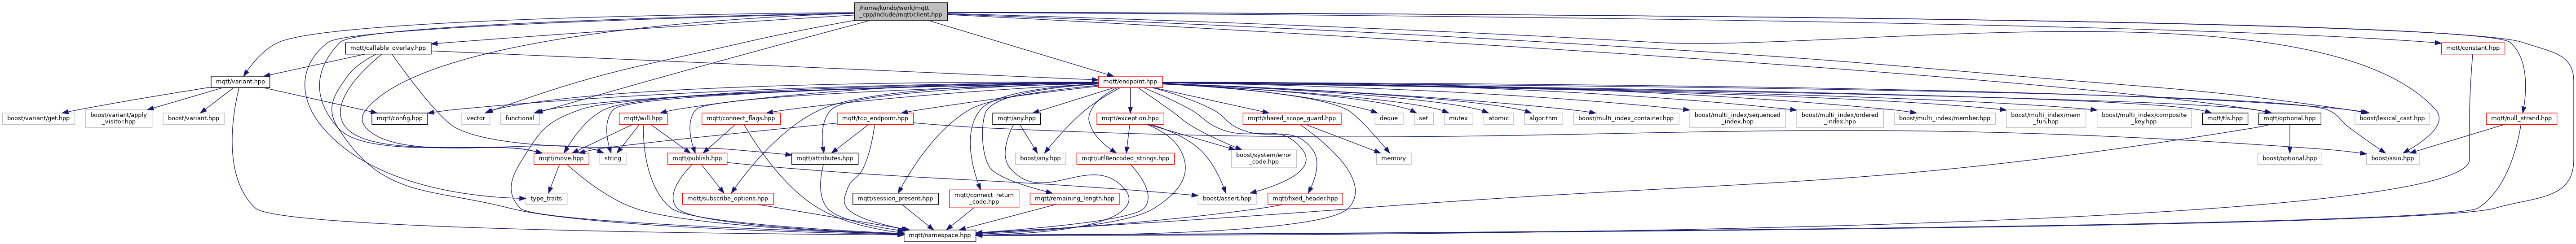 /home/kondo/work/mqtt
_cpp/include/mqtt/client.hpp
mqtt/callable_overlay.hpp
mqtt/constant.hpp
mqtt/variant.hpp
mqtt/endpoint.hpp
boost/variant/get.hpp
boost/variant/apply
_visitor.hpp
boost/variant.hpp
mqtt/config.hpp
vector
functional
mqtt/will.hpp
mqtt/connect_flags.hpp
mqtt/tcp_endpoint.hpp
mqtt/any.hpp
mqtt/exception.hpp
mqtt/shared_scope_guard.hpp
deque
set
mutex
atomic
algorithm
boost/multi_index_container.hpp
boost/multi_index/sequenced
_index.hpp
boost/multi_index/ordered
_index.hpp
boost/multi_index/member.hpp
boost/multi_index/mem
_fun.hpp
boost/multi_index/composite
_key.hpp
mqtt/tls.hpp
mqtt/optional.hpp
boost/lexical_cast.hpp
mqtt/null_strand.hpp
mqtt/move.hpp
string
mqtt/publish.hpp
mqtt/attributes.hpp
boost/any.hpp
mqtt/utf8encoded_strings.hpp
boost/system/error
_code.hpp
memory
boost/optional.hpp
boost/asio.hpp
type_traits
mqtt/subscribe_options.hpp
mqtt/session_present.hpp
mqtt/connect_return
_code.hpp
mqtt/remaining_length.hpp
boost/assert.hpp
mqtt/fixed_header.hpp
mqtt/namespace.hpp